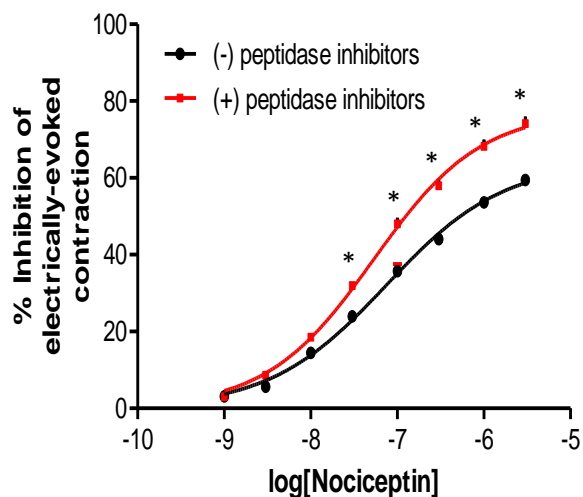 100
80
60
40
20
0
% Inhibition of
electrically-evoked
contraction
(-) peptidase inhibitors
(+) peptidase inhibitors
* * * * * *
-10 -9 -8 -7 -6 -5
log[Nociceptin]